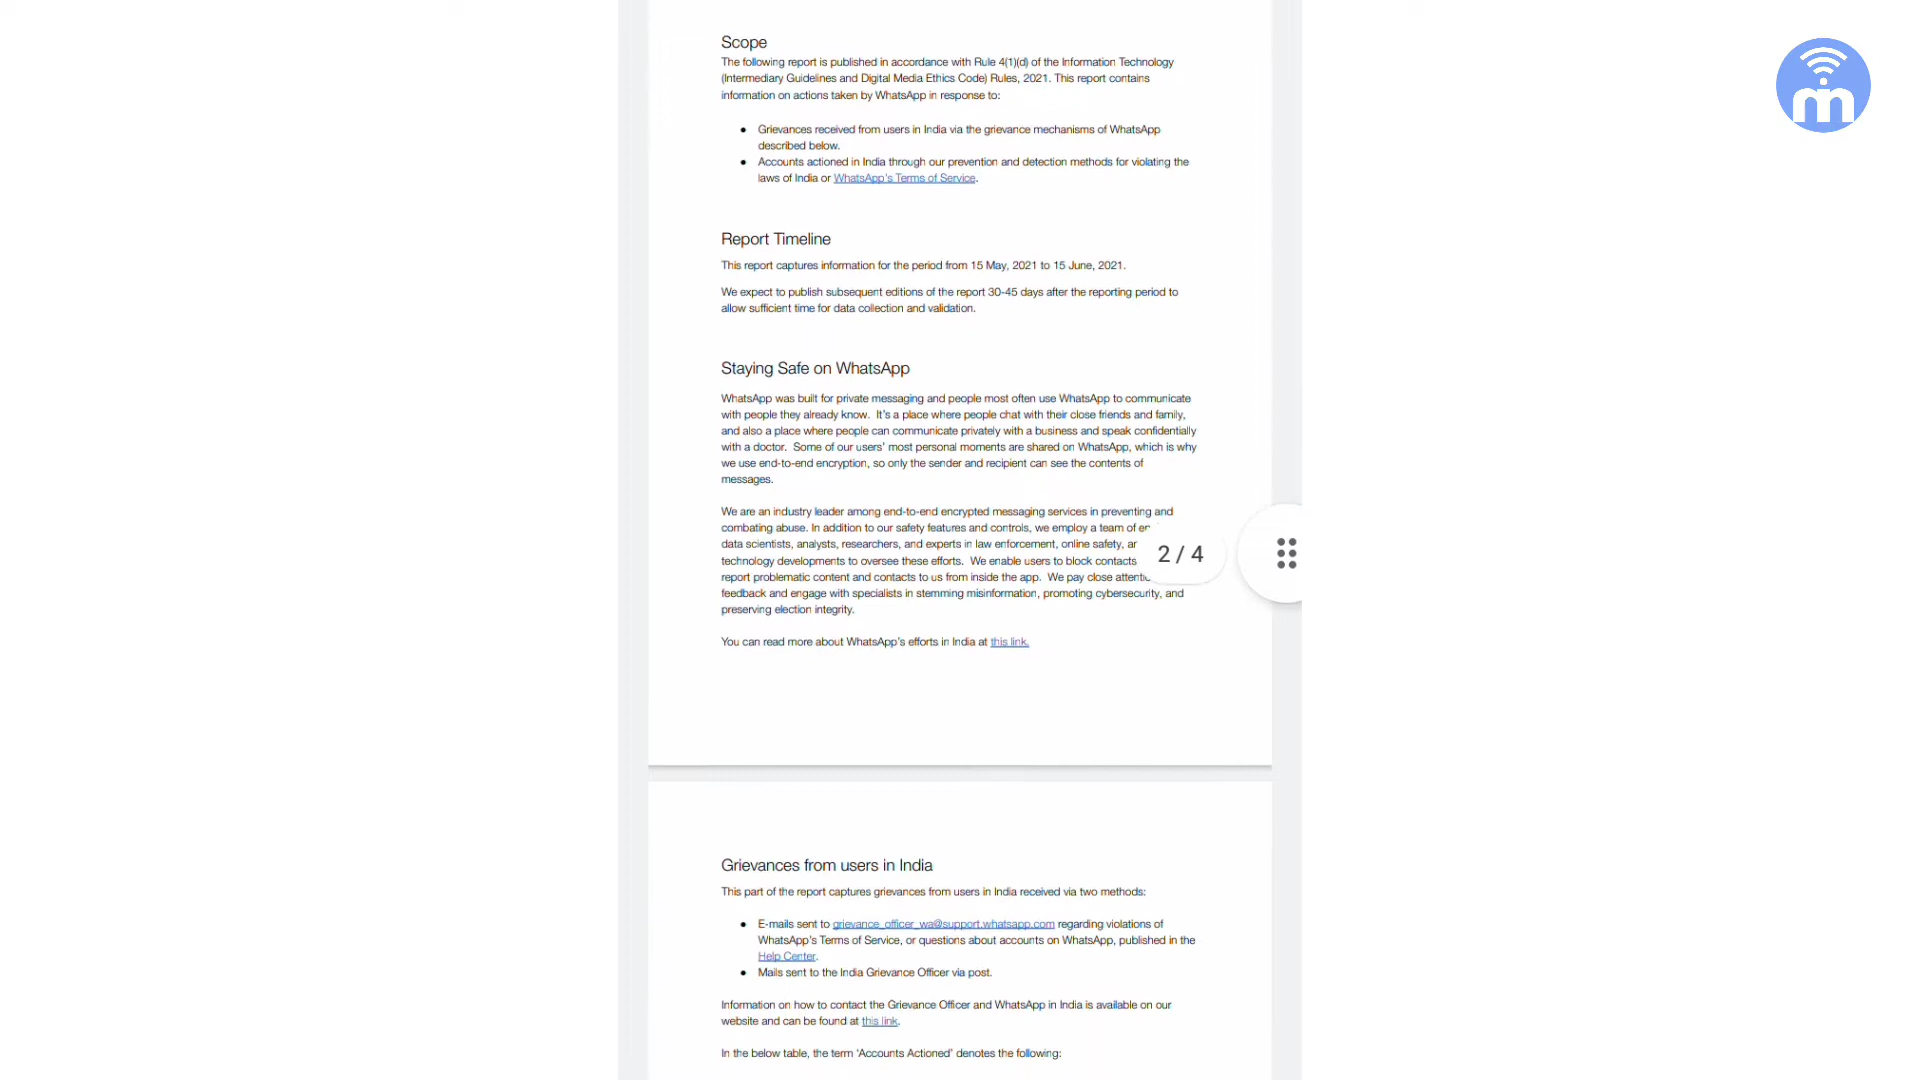 Scope
The following report is published in accordance with Rule 4(1)(d) of the Information Technology
(Intermediary Guidelines and Digital Media Ethics Code) Rules, 2021. This report contains
information on actions taken by WhatsApp in response to:
● Grievances received from users in India via the grievance mechanisms of WhatsApp
described below.
● Accounts actioned in India through our prevention and detection methods for violating the
laws of India or WhatsApp's Terms of Service.
Report Timeline
This report captures information for the period from 15 May, 2021 to 15 June, 2021.
We expect to publish subsequent editions of the report 30-45 days after the reporting period to
allow sufficient time for data collection and validation.
Staying Safe on WhatsApp
WhatsApp was built for private messaging and people most often use WhatsApp to communicate
with people they already know. It's a place where people chat with their close friends and family,
and also a place where people can communicate privately with a business and speak confidentially
with a doctor. Some of our users' most personal moments are shared on WhatsApp, which is why
we use end-to-end encryption, so only the sender and recipient can see the contents of
messages.
We are an industry leader among end-to-end encrypted messaging services in preventing and
combating abuse. In addition to our safety features and controls, we employ a team of
data scientists, analysts, researchers, and experts in law enforcement, online safety,
technology developments to oversee these efforts. We enable users to block contacts
report problematic content and contacts to us from inside the app. We pay close
feedback and engage with specialists in stemming misinformation, promoting cybersecurity, and
preserving election integrity.
You can read more about WhatsApp's efforts in India at this link.
2 / 4
Grievances from users in India
This part of the report captures grievances from users in India received via two methods:
● E-mails sent to grievance_officer_wa@support.whatsapp.com regarding violations of
WhatsApp's Terms of Service, or questions about accounts on WhatsApp, published in the
Help Center.
● Mails sent to the India Grievance Officer via post.
Information on how to contact the Grievance Officer and WhatsApp in India is available on our
website and can be found at this link.
In the below table, the term 'Accounts Actioned' denotes the following:
m